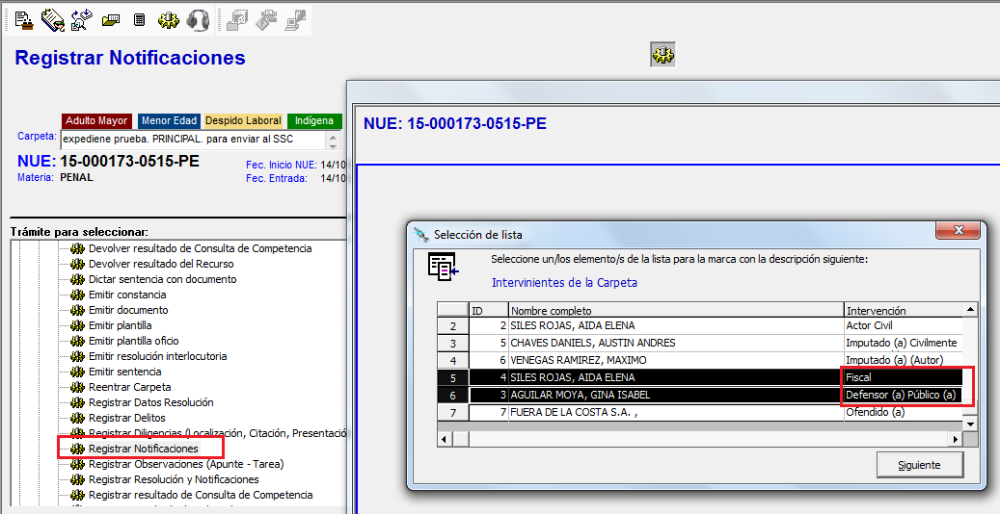 Registrar Notificaciones
Adulto Mayor Menor Edad Despido Laboral Indígena
Carpeta: expediene prueba. PRINCIPAL. para enviar al SSC
NUE: 15-000173-0515-PE
Materia: PENAL
Fec. Inicio NUE: 14/10
Fec. Entrada: 14/10
Trámite para seleccionar:
Devolver resultado de Consulta de Competencia
Devolver resultado del Recurso
Dictar sentencia con documento
Emitir constancia
Emitir documento
Emitir plantilla
Emitir plantilla oficio
Emitir resolución interlocutoria
Emitir sentencia
Reentrar Carpeta
Registrar Datos Resolución
Registrar Delitos
Registrar Diligencias (Localización, Citación, Presentació
Registrar Notificaciones
Registrar Observaciones (Apunte - Tarea)
Registrar Resolución y Notificaciones
Registrar resultado de Consulta de Competencia
NUE: 15-000173-0515-PE
Selección de lista
Seleccione un/los elemento/s de la lista para la marca con la descripción siguiente:
Intervinientes de la Carpeta
ID Nombre completo Intervención
2 2 SILES ROJAS, AIDA ELENA Actor Civil
3 5 CHAVES DANIELS, AUSTIN ANDRES Imputado (a) Civilmente
4 6 VENEGAS RAMIREZ, MAXIMO Imputado (a) (Autor)
5 4 SILES ROJAS, AIDA ELENA Fiscal
6 3 AGUILAR MOYA, GINA ISABEL Defensor (a) Público (a)
7 7 FUERA DE LA COSTA S.A. , Ofendido (a)
Siguiente